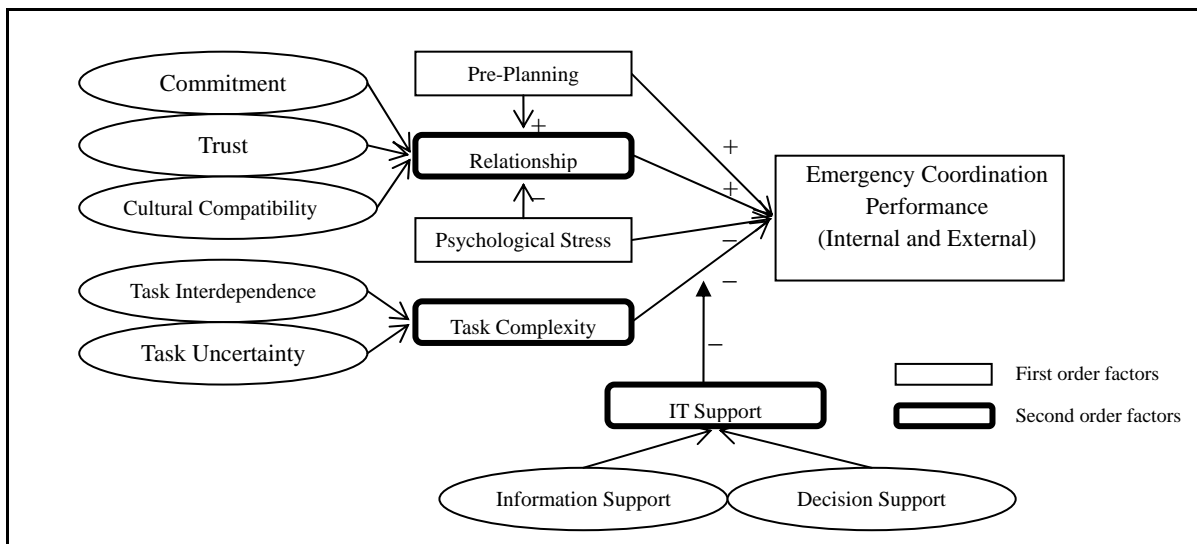 Commitment
Trust
Cultural Compatibility
Task Interdependence
Task Uncertainty
Pre-Planning
+
Relationship
−
Psychological Stress
Task Complexity
+
+
−
−
−
Emergency Coordination
Performance
(Internal and External)
IT Support
Information Support
Decision Support
First order factors
Second order factors